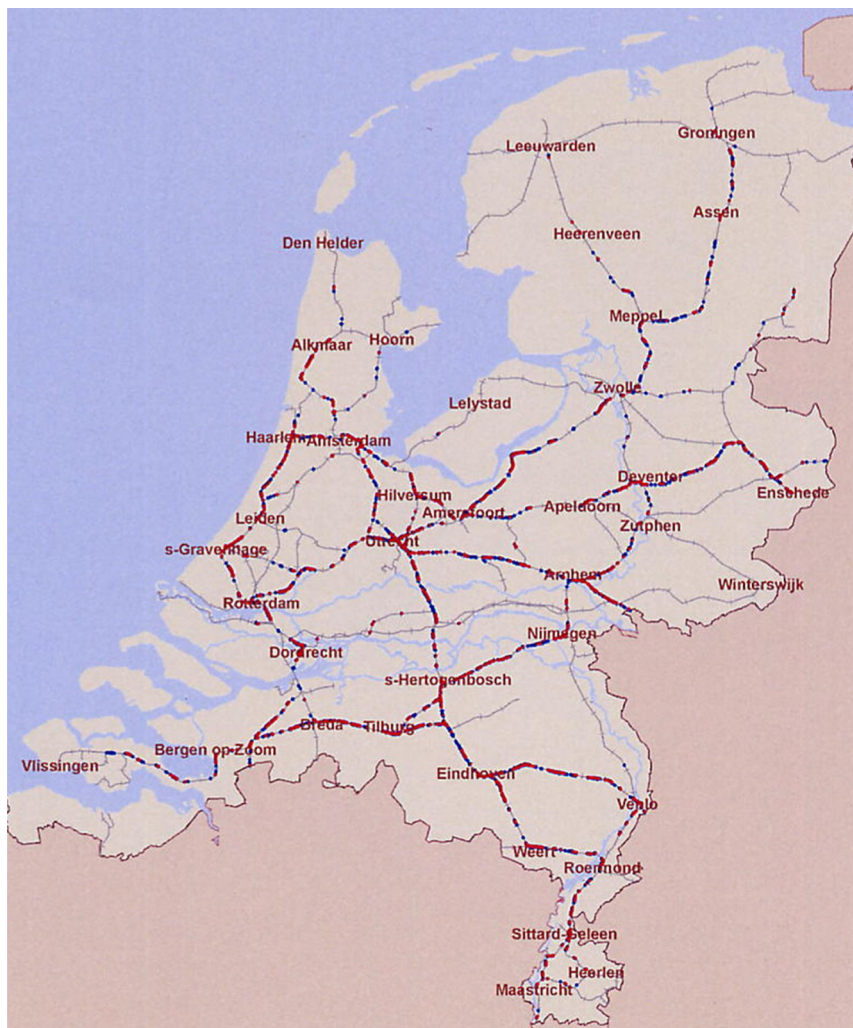 Groningen
Leeuwarden
Assen
Heerenveen
Den Helder
Meppel
Hoorn
Alkmaar
Zwolle
Lelystad
Haarlem
Amsterdam
Deventer
Enschede
Hilversum
Apeldoorn
Amersfoort
Leiden
Zutphen
Utrecht
s-Gravenhage
Arnhem
Winterswijk
Rotterdam
Nijmegen
Dordrecht
s-Hertogenbosch
Breda
Tilburg
Bergen op Zoom
Vlissingen
Eindhoven
Venlo
Weert
Roermond
Sittard-Geleen
Heerlen
Maastricht